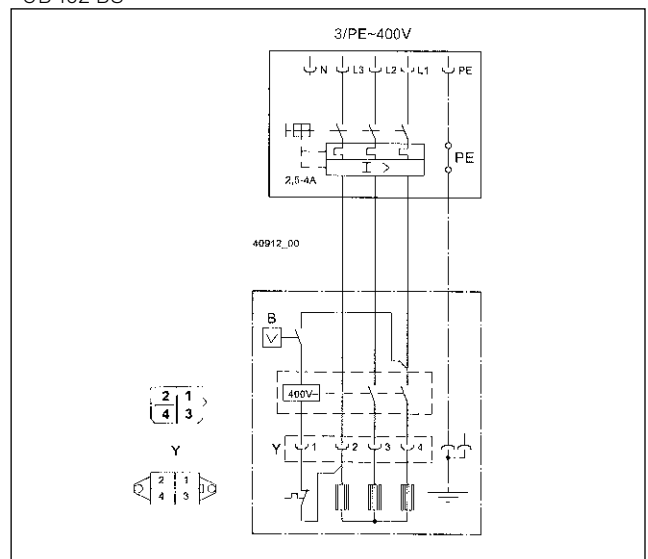 3/PE~400V
N L3 L2 L1 PE
PE
I >
2,5-4A
40912_00
B
400V~
2 1
4 3
Y 1 2 3 4
Y
2 1
4 3